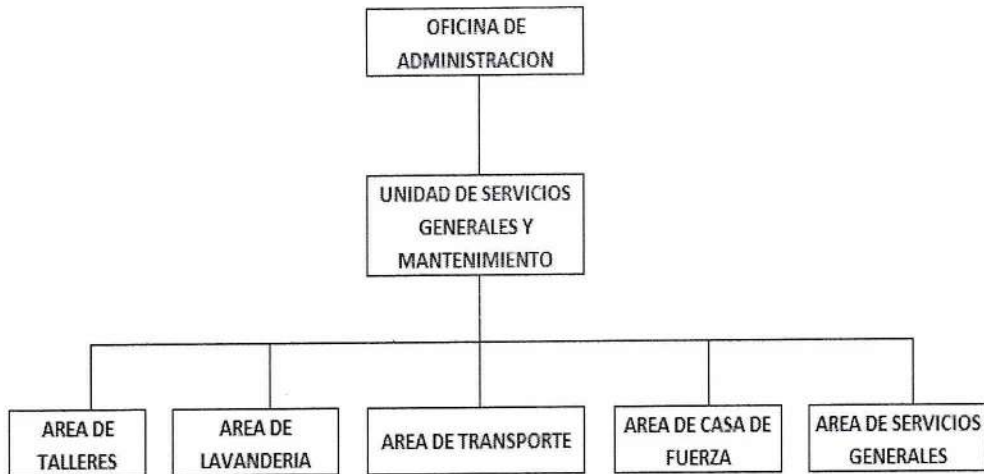 OFICINA DE
ADMINISTRACION
UNIDAD DE SERVICIOS
GENERALES Y
MANTENIMIENTO
AREA DE
TALLERES
AREA DE
LAVANDERIA
AREA DE TRANSPORTE
AREA DE CASA DE
FUERZA
AREA DE SERVICIOS
GENERALES